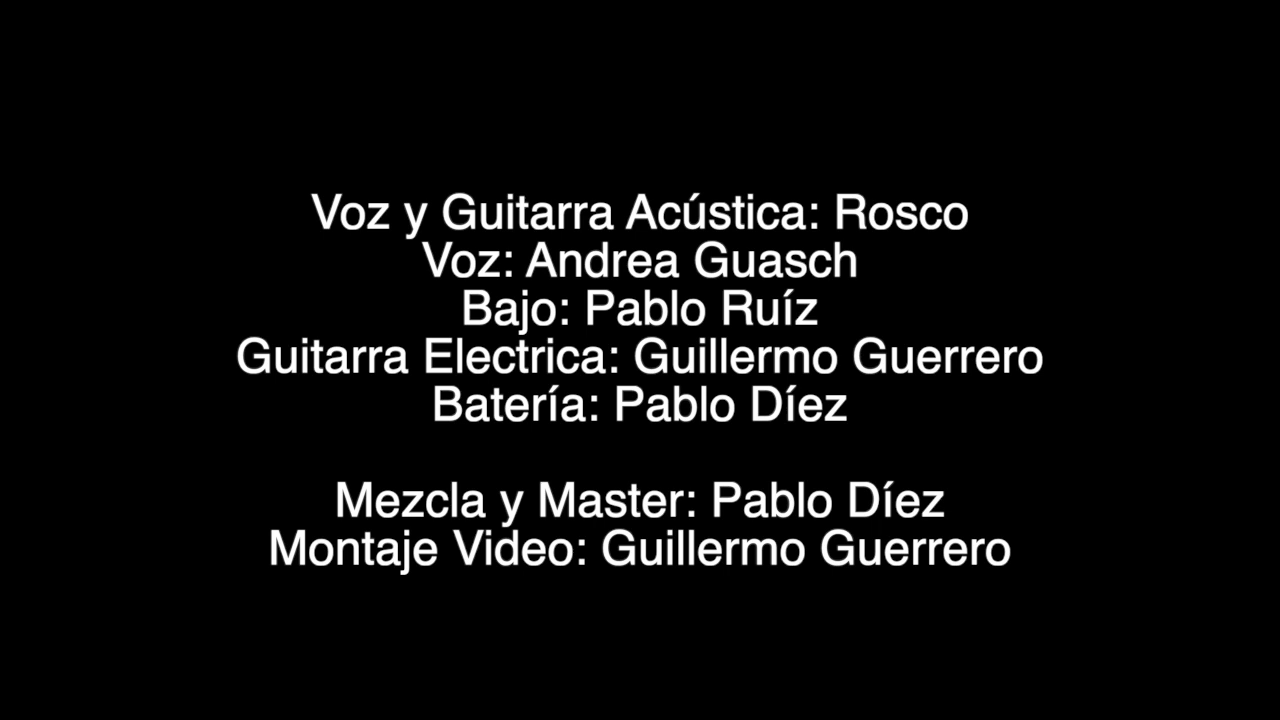 Voz y Guitarra Acústica: Rosco
Voz: Andrea Guasch
Bajo: Pablo Ruíz
Guitarra Electrica: Guillermo Guerrero
Batería: Pablo Díez
Mezcla y Master: Pablo Díez
Montaje Video: Guillermo Guerrero